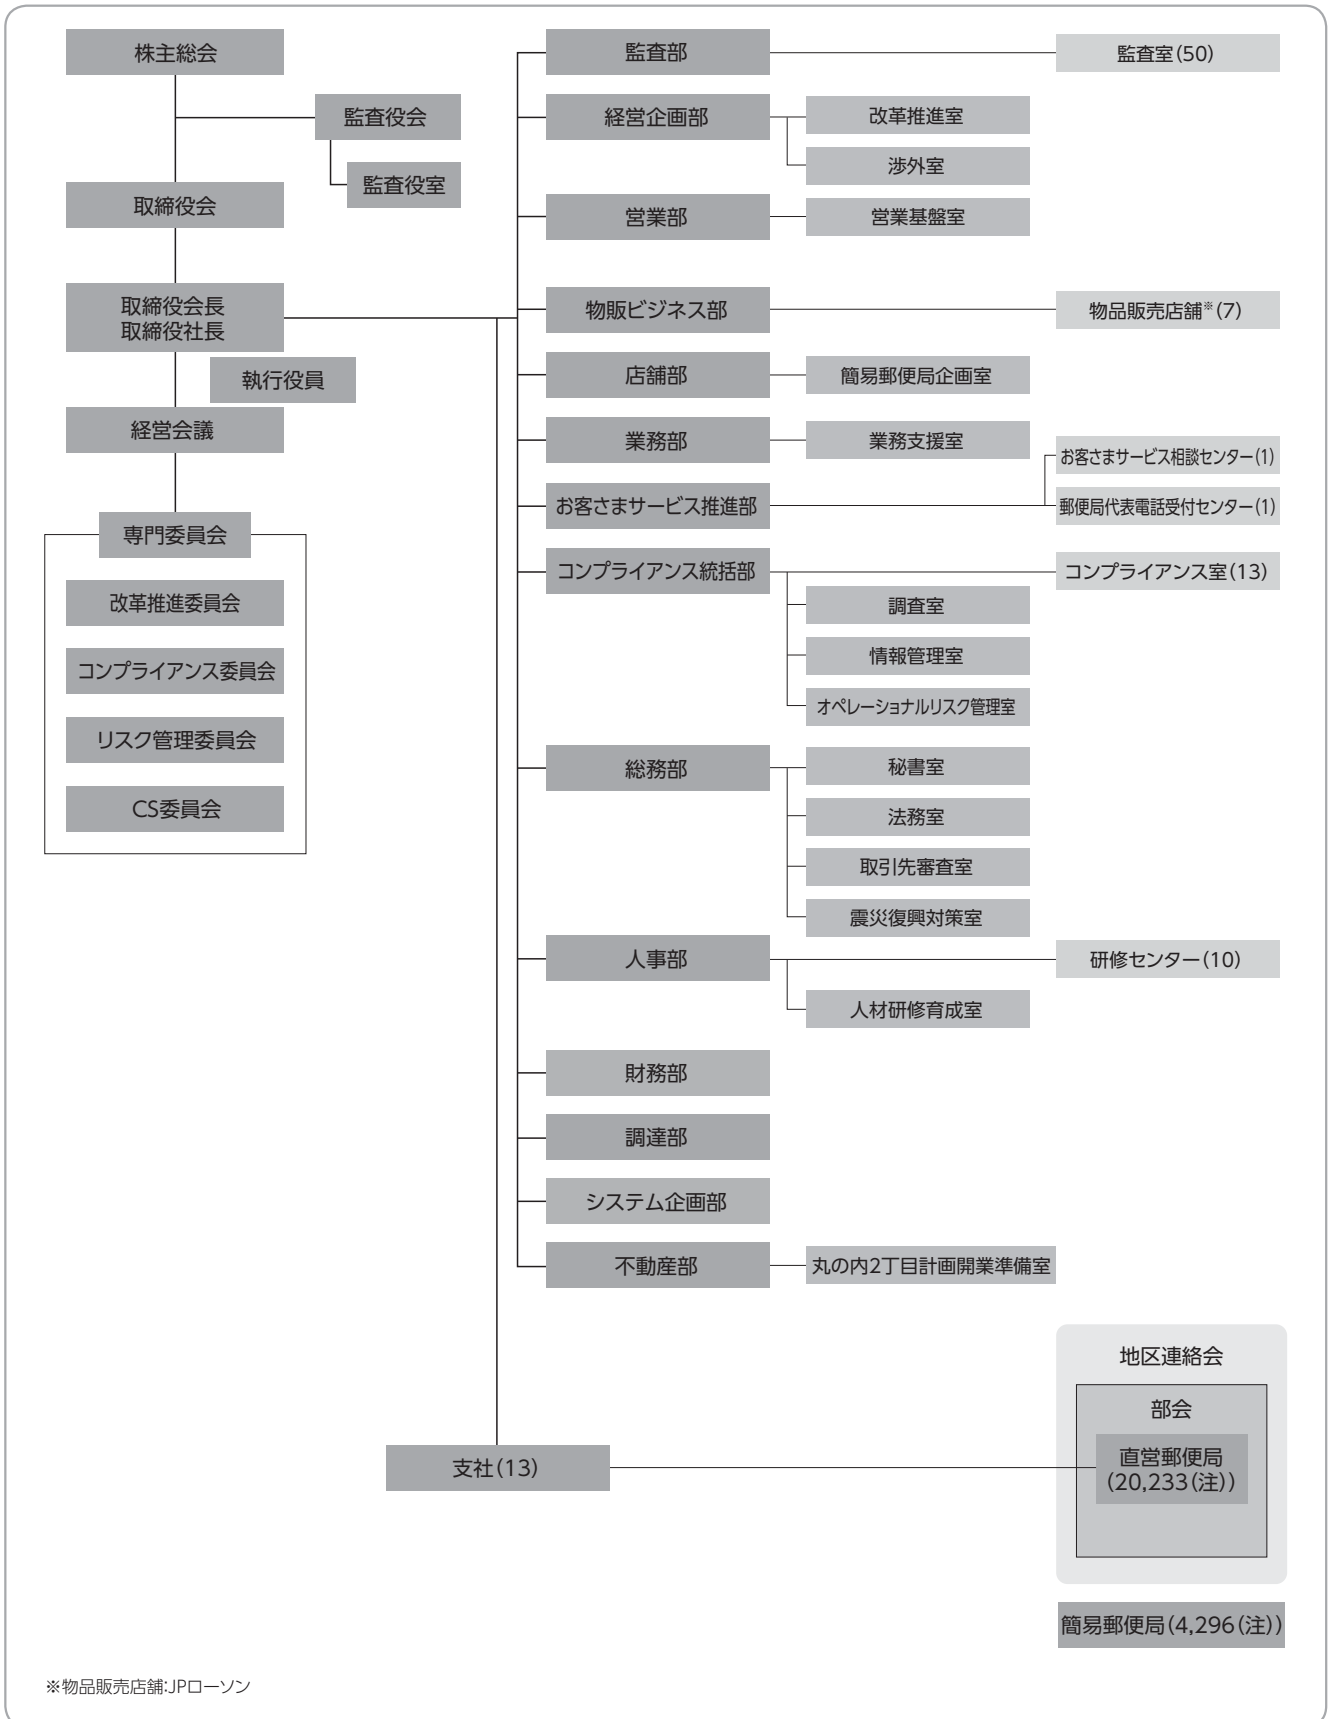 株主総会
監査役会
監査役室
取締役会
取締役会長
取締役社長
執行役員
経営会議
専門委員会
改革推進委員会
コンプライアンス委員会
リスク管理委員会
CS委員会
監査部
監査室(50)
経営企画部
改革推進室
渉外室
営業部
営業基盤室
物販ビジネス部
物品販売店舗※(7)
店舗部
簡易郵便局企画室
業務部
業務支援室
お客さまサービス推進部
お客さまサービス相談センター(1)
郵便局代表電話受付センター(1)
コンプライアンス統括部
コンプライアンス室(13)
調査室
情報管理室
オペレーショナルリスク管理室
総務部
秘書室
法務室
取引先審査室
震災復興対策室
人事部
研修センター(10)
人材研修育成室
財務部
調達部
システム企画部
不動産部
丸の内2丁目計画開業準備室
支社(13)
地区連絡会
部会
直営郵便局
(20,233(注))
簡易郵便局(4,296(注))
※物品販売店舗:JPローソン